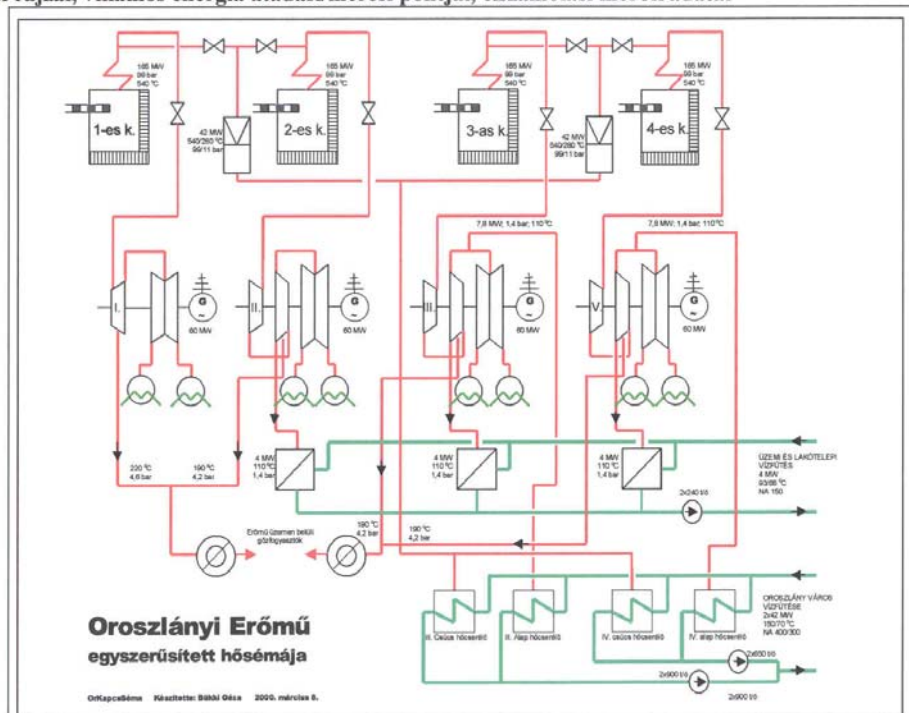 165 MW
99 bar
540 °C
165 MW
99 bar
540 °C
165 MW
99 bar
540 °C
165 MW
99 bar
540 °C
1-es k.
2-es k.
3-as k.
4-es k.
42 MW
540/260 °C
99/11 bar
42 MW
540/280 °C
99/11 bar
7,8 MW; 1,4 bar; 110 °C
7,8 MW; 1,4 bar; 110 °C
I.
G
~
60 MW
II.
G
~
60 MW
III.
G
~
60 MW
V.
G
~
60 MW
230 °C
4,6 bar
190 °C
4,2 bar
4 MW
110 °C
1,4 bar
4 MW
110 °C
1,4 bar
4 MW
110 °C
1,4 bar
ÜZEMI ÉS LAKÓTELEPI
VÍZFŰTÉS
4 MW
NA 150
2x240 t/ó
Erőmű üzemen belüli
gőzfogyasztók
190 °C
4,2 bar
190 °C
4,2 bar
OROSZLÁNY VÁROS
VÍZFŰTÉSE
2x42 MW
150/70 °C
NA 400/300
III. Csúcs hőcserélő
III. Alap hőcserélő
IV. csúcs hőcserélő
IV. alap hőcserélő
2x650 t/ó
2x900 t/ó
2x900 t/ó
Oroszlányi Erőmű
egyszerűsített hősémája
OrKapcsSéma Készítette: Bükki Géza 2000. március 8.